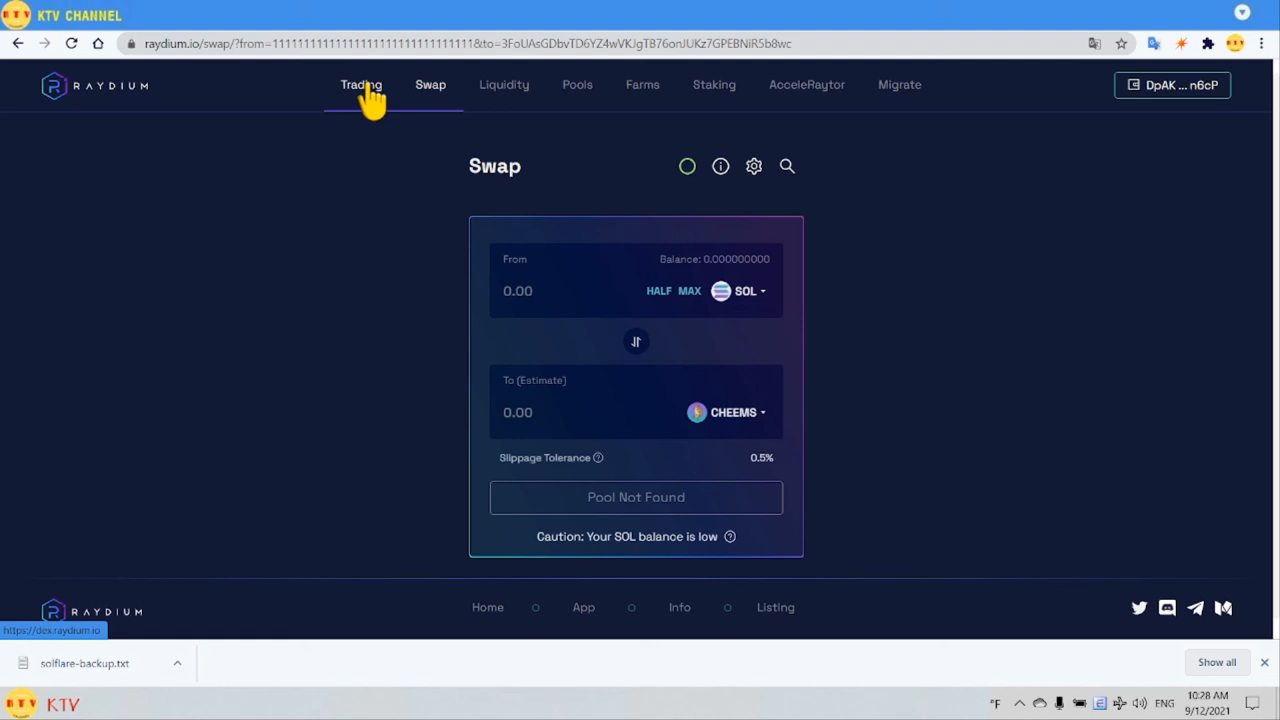 KTV CHANNEL
raydium.io/swap/?from=11111111111111111111111111111111&to=3FoUAsGDbvTD6YZ4wVKJgTB76onJUKz7GPEBNiR5b8wc
RAYDIUM
Trading Swap Liquidity Pools Farms Staking AcceleRaytor Migrate
DpAK ... n6cP
Swap
From
Balance: 0.000000000
0.00
HALF MAX SOL
To (Estimate)
0.00
CHEEMS
Slippage Tolerance
0.5%
Pool Not Found
Caution: Your SOL balance is low
RAYDIUM
Home App Info Listing
https://dex.raydium.io
solflare-backup.txt
Show all
KTV KTV
°F
ENG
10:28 AM
9/12/2021